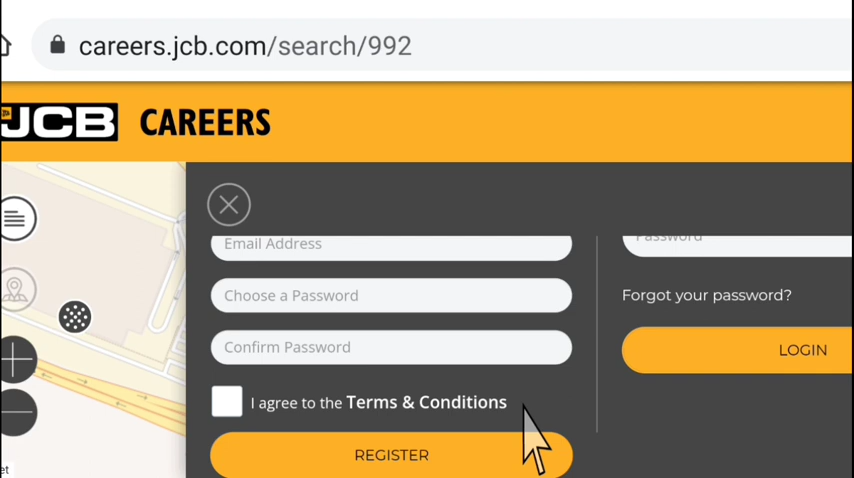 careers.jcb.com/search/992
JCB CAREERS
Email Address
Choose a Password
Confirm Password
I agree to the Terms & Conditions
REGISTER
Password
Forgot your password?
LOGIN
et